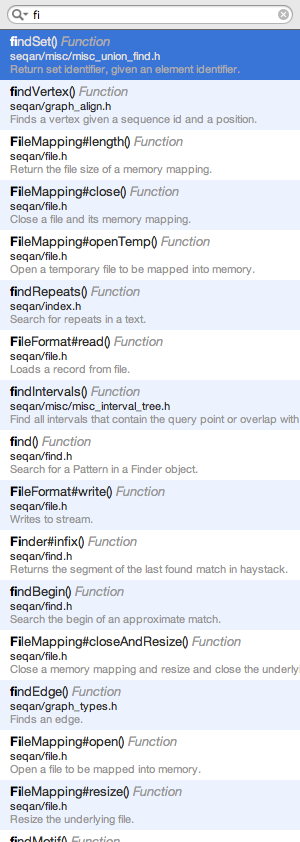 fi
findSet() Function
seqan/misc/misc_union_find.h
Return set identifier, given an element identifier.
findVertex() Function
seqan/graph_align.h
Finds a vertex given a sequence id and a position.
FileMapping#length() Function
seqan/file.h
Return the file size of a memory mapping.
FileMapping#close() Function
seqan/file.h
Close a file and its memory mapping.
FileMapping#openTemp() Function
seqan/file.h
Open a temporary file to be mapped into memory.
findRepeats() Function
seqan/index.h
Search for repeats in a text.
FileFormat#read() Function
seqan/file.h
Loads a record from file.
findIntervals() Function
seqan/misc/misc_interval_tree.h
Find all intervals that contain the query point or overlap with
find() Function
seqan/find.h
Search for a Pattern in a Finder object.
FileFormat#write() Function
seqan/file.h
Writes to stream.
Finder#infix() Function
seqan/find.h
Returns the segment of the last found match in haystack.
findBegin() Function
seqan/find.h
Search the begin of an approximate match.
FileMapping#closeAndResize() Function
seqan/file.h
Close a memory mapping and resize and close the underlyi
findEdge() Function
seqan/graph_types.h
Finds an edge.
FileMapping#open() Function
seqan/file.h
Open a file to be mapped into memory.
FileMapping#resize() Function
seqan/file.h
Resize the underlying file.
findMotif() Function